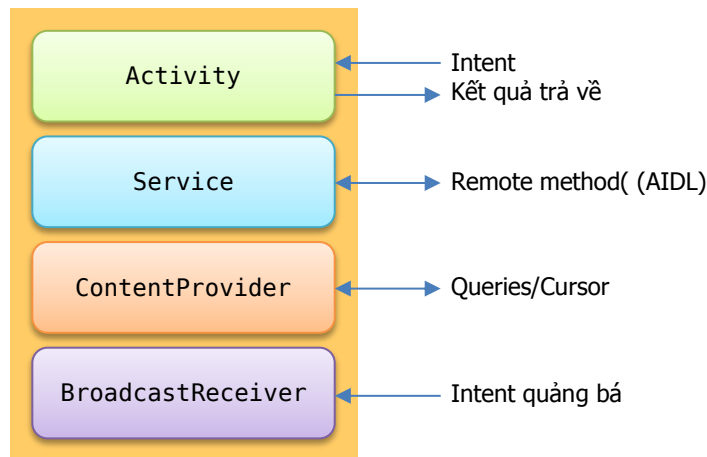 Activity
Intent
Kết quả trả về
Service
Remote method( (AIDL)
ContentProvider
Queries/Cursor
BroadcastReceiver
Intent quảng bá